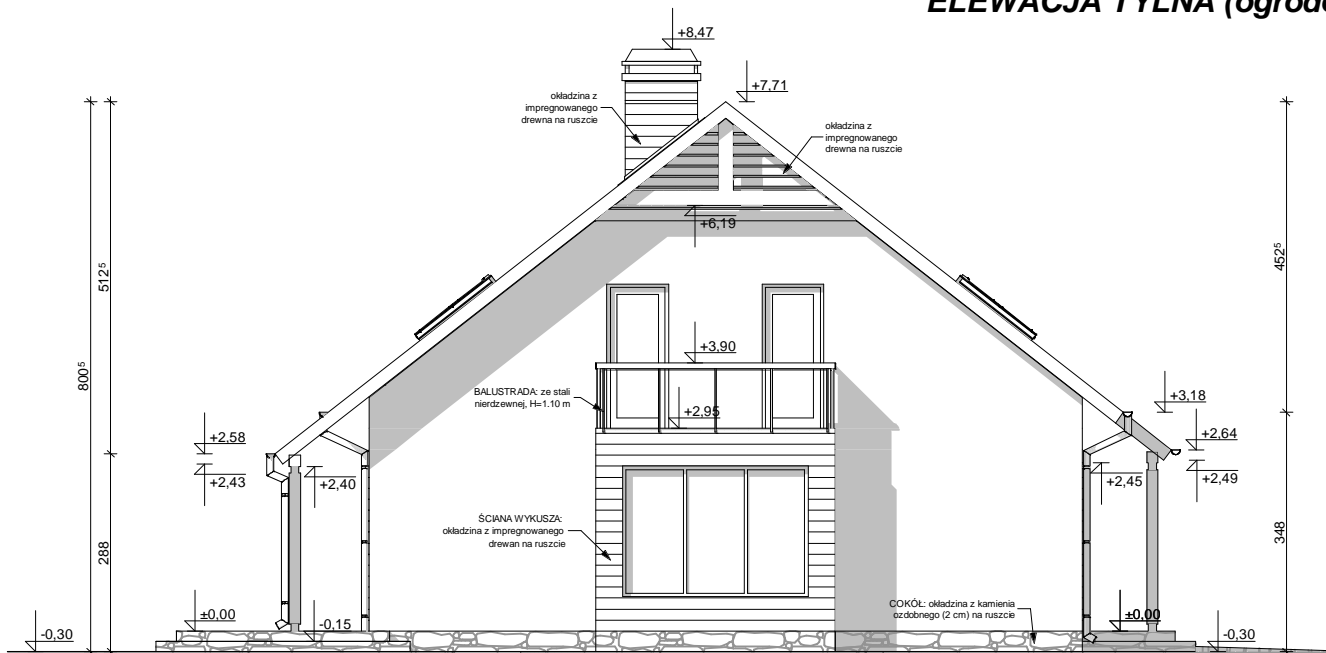 ELEWACJA TYLNA (ogrodo
+8,47
+7,71
okładzina z
impregnowanego
drewna na ruszcie
okładzina z
impregnowanego
drewna na ruszcie
+6,19
512⁵
452⁵
800⁵
+3,90
BALUSTRADA: ze stali
nierdzewnej, H=1.10 m
+2,95
+3,18
+2,58
+2,43
+2,40
+2,64
+2,45
+2,49
ŚCIANA WYKUSZA:
okładzina z impregnowanego
drewan na ruszcie
288
348
COKÓŁ: okładzina z kamienia
ozdobnego (2 cm) na ruszcie
±0,00
±0,00
-0,15
-0,30
-0,30